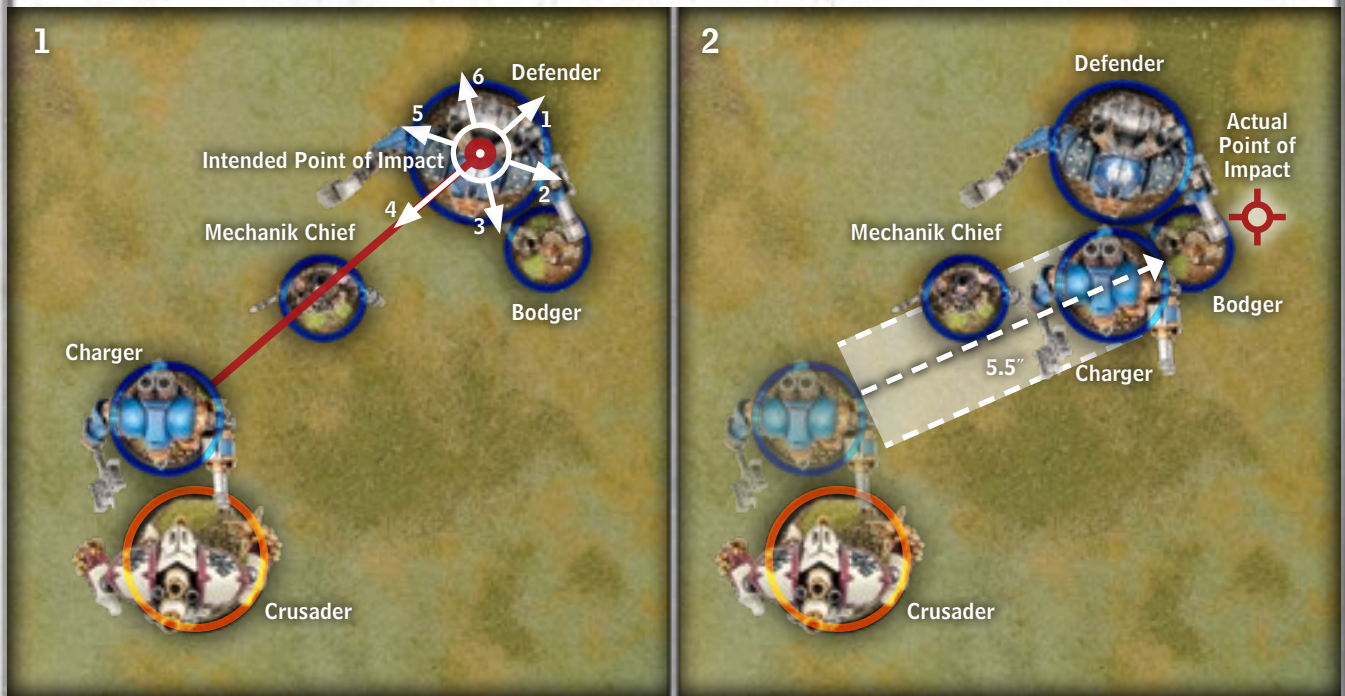 1
6
Defender
5
1
Intended Point of Impact
2
4
3
Mechanik Chief
Bodger
Charger
Crusader
2
Defender
Actual
Point of
Impact
Mechanik Chief
Bodger
5.5″
Charger
Crusader